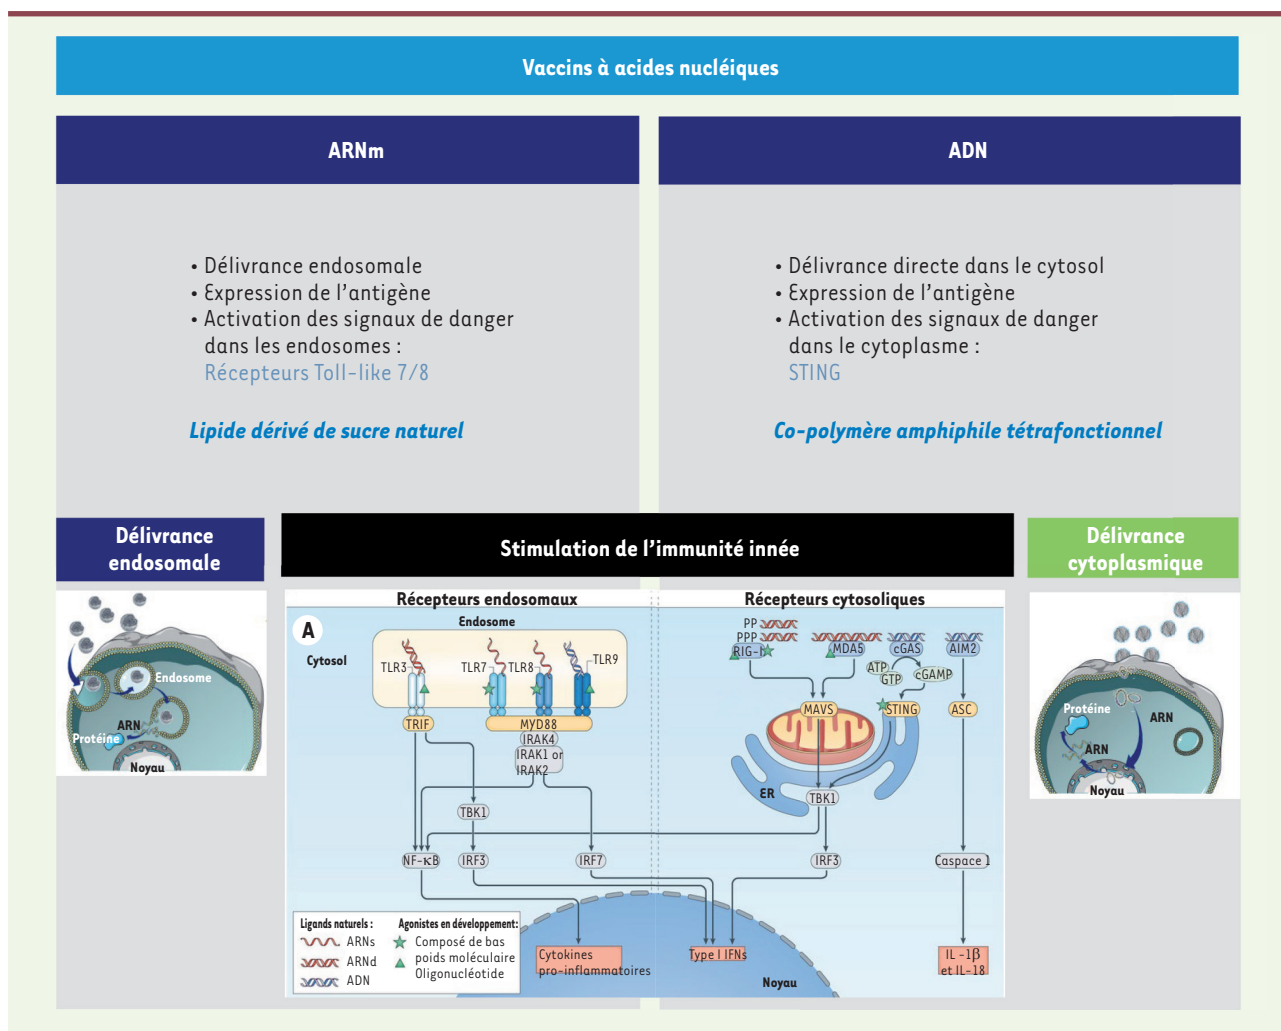 Vaccins à acides nucléiques
ARNm
• Délivrance endosomale
• Expression de l'antigène
• Activation des signaux de danger
dans les endosomes :
Récepteurs Toll-like 7/8
Lipide dérivé de sucre naturel
ADN
• Délivrance directe dans le cytosol
• Expression de l'antigène
• Activation des signaux de danger
dans le cytoplasme :
STING
Co-polymère amphiphile tétrafonctionnel
Délivrance
endosomale
Endosome
ARN
Protéine
Noyau
Stimulation de l'immunité innée
Récepteurs endosomaux
Récepteurs cytosoliques
A
Endosome
Cytosol
TLR3
TLR7
TLR8
TLR9
TRIF
MYD88
IRAK4
IRAK1 or
IRAK2
TBK1
NF-κB
IRF3
IRF7
PP
PPP
RIG-I
MDA5
cGAS
AIM2
ATP
GTP
cGAMP
MAVS
STING
ASC
ER
TBK1
IRF3
Caspace 1
Ligands naturels :
ARNs
ARNd
ADN
Agonistes en développement:
Composé de bas
poids moléculaire
Oligonucléotide
Cytokines
pro-inflammatoires
Type I IFNs
Noyau
IL -1β
et IL-18
Délivrance
cytoplasmique
Protéine
ARN
ARN
Noyau